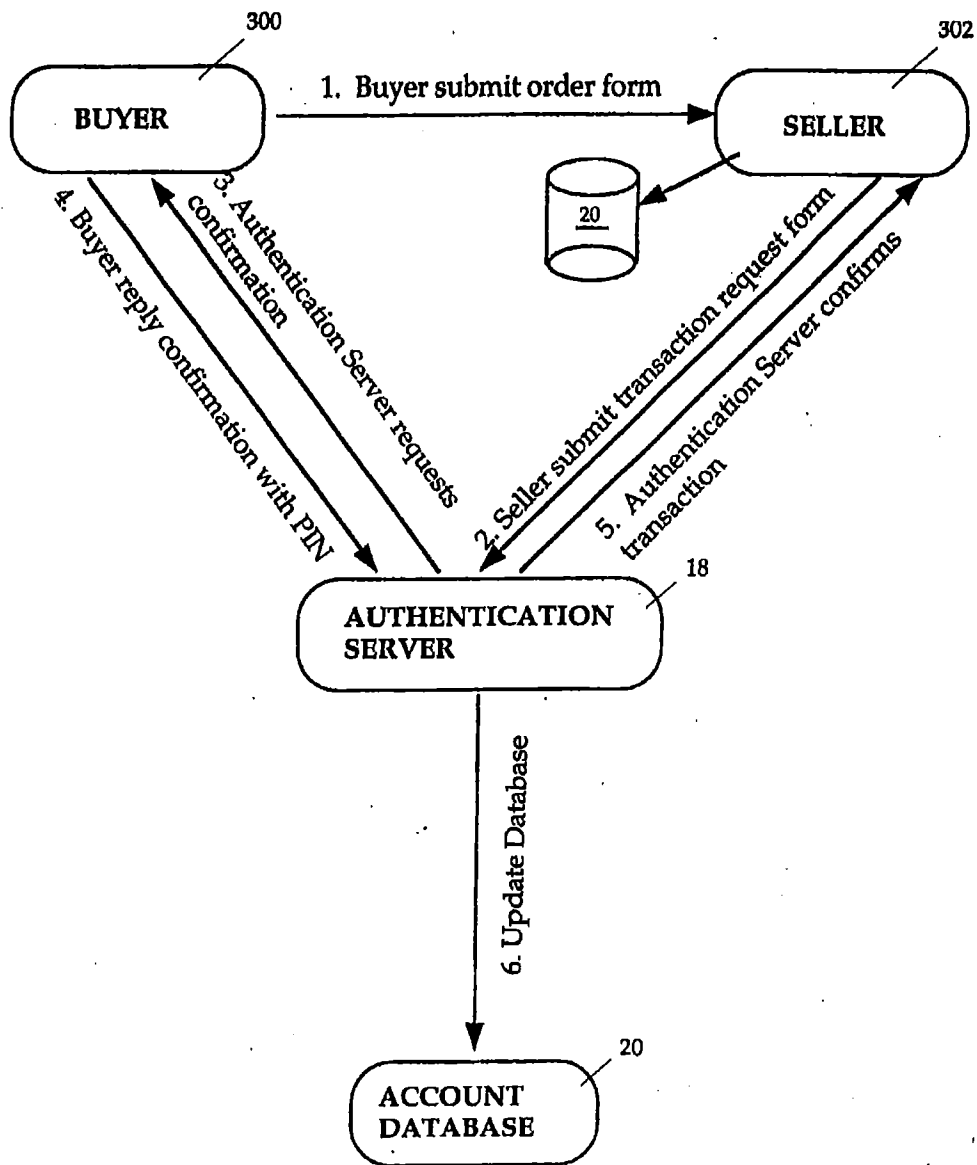 300
302
1. Buyer submit order form
BUYER
SELLER
20
3. Authentication Server requests
confirmation
4. Buyer reply confirmation with PIN
2. Seller submit transaction request form
5. Authentication Server confirms
transaction
18
AUTHENTICATION
SERVER
6. Update Database
20
ACCOUNT
DATABASE